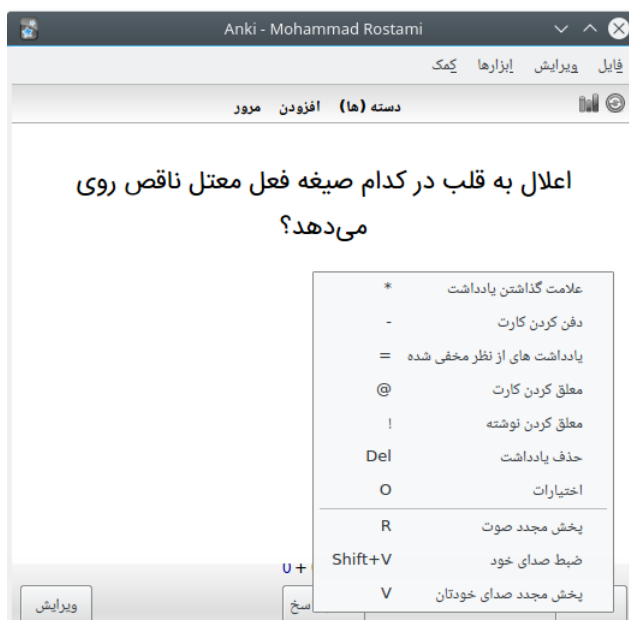 Anki - Mohammad Rostami
فایل ویرایش ابزارها کمک
دسته (ها) افزودن مرور
اعلال به قلب در کدام صیغه فعل معتل ناقص روی
می‌دهد؟
علامت گذاشتن یادداشت *
دفن کردن کارت -
یادداشت های از نظر مخفی شده =
معلق کردن کارت @
معلق کردن نوشته !
حذف یادداشت Del
اختیارات O
پخش مجدد صوت R
ضبط صدای خود Shift+V
پخش مجدد صدای خودتان V
0 +
سخ
ویرایش